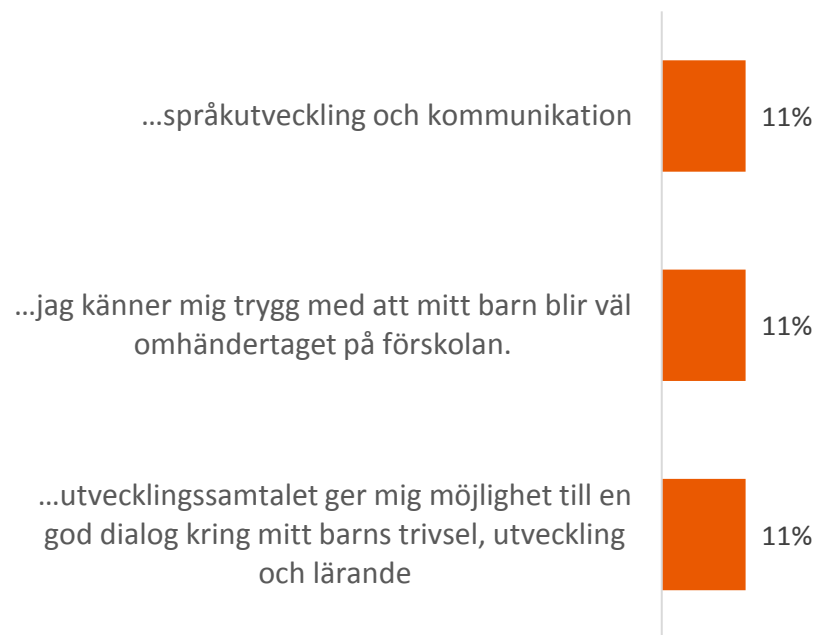 ...språkutveckling och kommunikation
11%
...jag känner mig trygg med att mitt barn blir väl
omhändertaget på förskolan.
11%
...utvecklingssamtalet ger mig möjlighet till en
god dialog kring mitt barns trivsel, utveckling
och lärande
11%